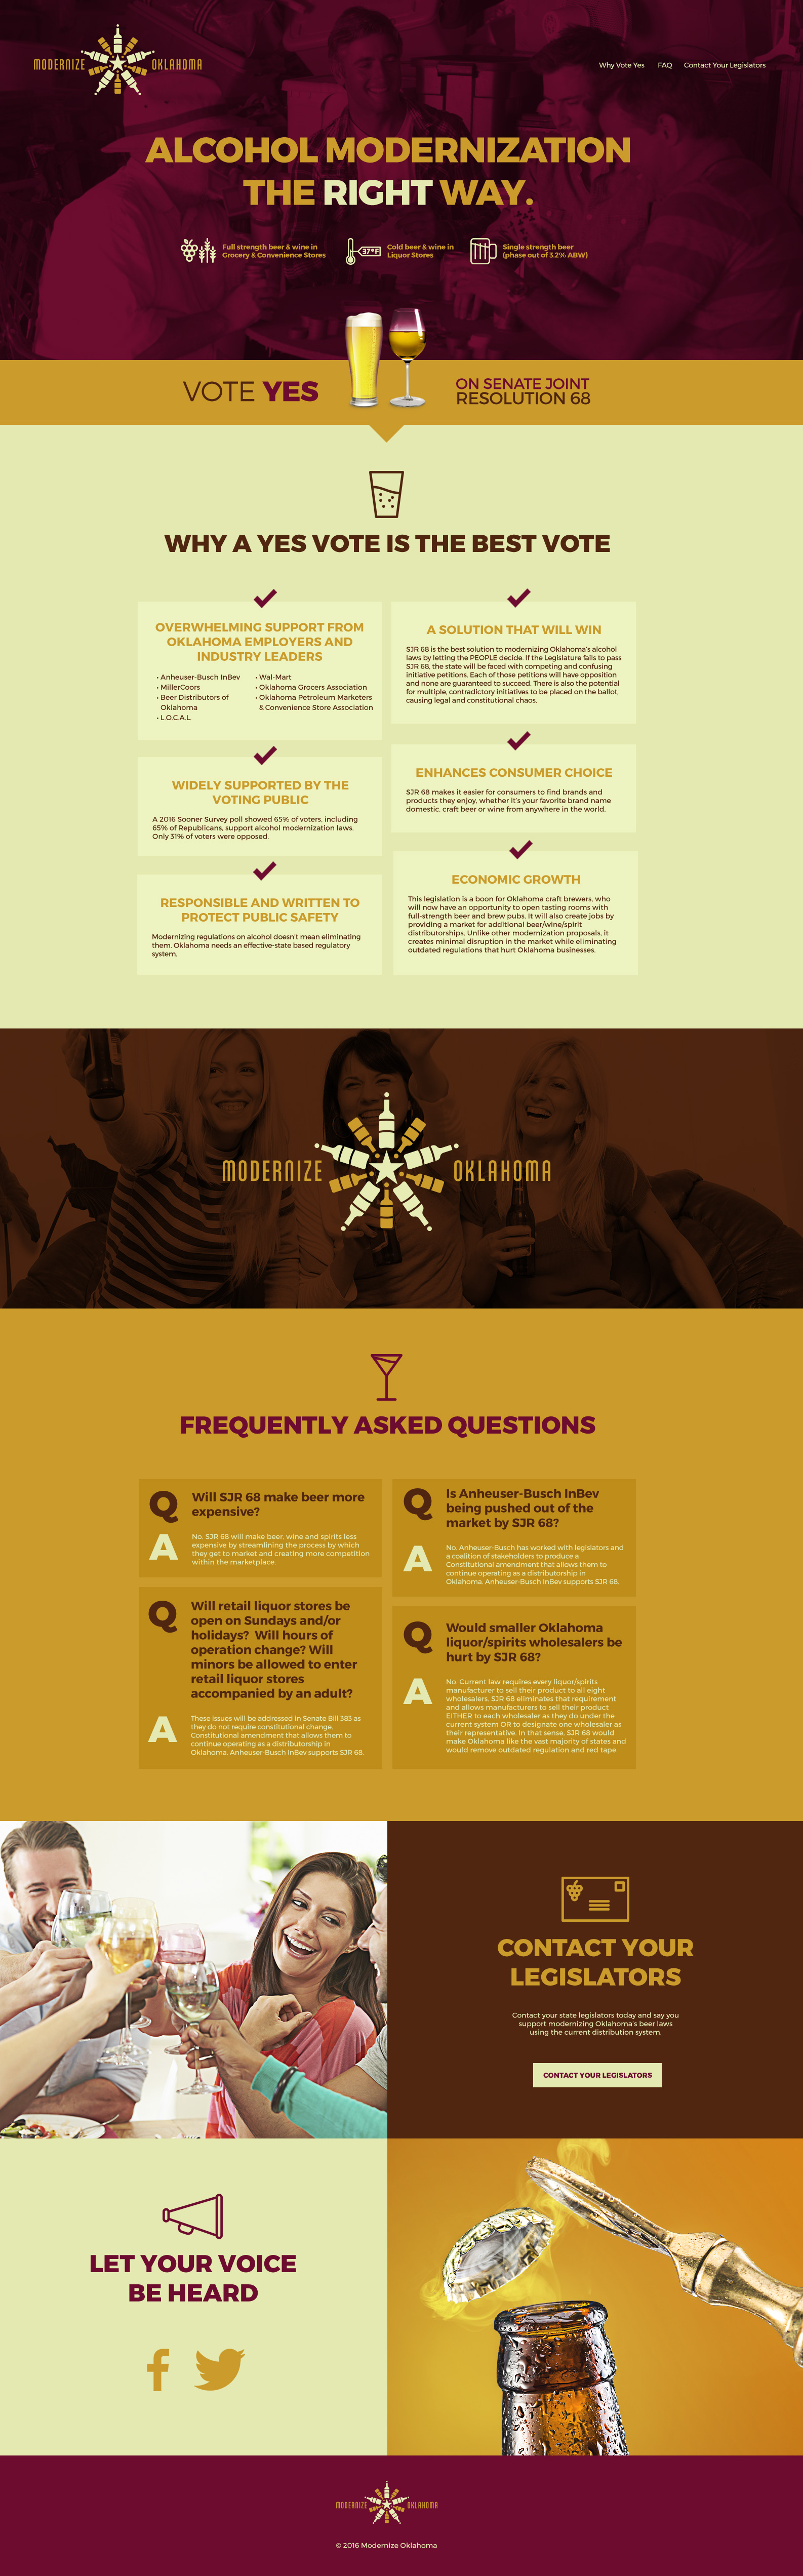 MODERNIZE OKLAHOMA
Why Vote Yes FAQ Contact Your Legislators
ALCOHOL MODERNIZATION
THE RIGHT WAY.
Full strength beer & wine in
Grocery & Convenience Stores
37°F
Cold beer & wine in
Liquor Stores
Single strength beer
(phase out of 3.2% ABW)
VOTE YES
ON SENATE JOINT
RESOLUTION 68
WHY A YES VOTE IS THE BEST VOTE
OVERWHELMING SUPPORT FROM
OKLAHOMA EMPLOYERS AND
INDUSTRY LEADERS
• Anheuser-Busch InBev
• MillerCoors
• Beer Distributors of
Oklahoma
• L.O.C.A.L.
• Wal-Mart
• Oklahoma Grocers Association
• Oklahoma Petroleum Marketers
& Convenience Store Association
A SOLUTION THAT WILL WIN
SJR 68 is the best solution to modernizing Oklahoma's alcohol
laws by letting the PEOPLE decide. If the Legislature fails to pass
SJR 68, the state will be faced with competing and confusing
initiative petitions. Each of those petitions will have opposition
and none are guaranteed to succeed. There is also the potential
for multiple, contradictory initiatives to be placed on the ballot,
causing legal and constitutional chaos.
WIDELY SUPPORTED BY THE
VOTING PUBLIC
A 2016 Sooner Survey poll showed 65% of voters, including
65% of Republicans, support alcohol modernization laws.
Only 31% of voters were opposed.
ENHANCES CONSUMER CHOICE
SJR 68 makes it easier for consumers to find brands and
products they enjoy, whether it's your favorite brand name
domestic, craft beer or wine from anywhere in the world.
RESPONSIBLE AND WRITTEN TO
PROTECT PUBLIC SAFETY
Modernizing regulations on alcohol doesn't mean eliminating
them. Oklahoma needs an effective-state based regulatory
system.
ECONOMIC GROWTH
This legislation is a boon for Oklahoma craft brewers, who
will now have an opportunity to open tasting rooms with
full-strength beer and brew pubs. It will also create jobs by
providing a market for additional beer/wine/spirit
distributorships. Unlike other modernization proposals, it
creates minimal disruption in the market while eliminating
outdated regulations that hurt Oklahoma businesses.
MODERNIZE OKLAHOMA
FREQUENTLY ASKED QUESTIONS
Q
Will SJR 68 make beer more
expensive?
A
No. SJR 68 will make beer, wine and spirits less
expensive by streamlining the process by which
they get to market and creating more competition
within the marketplace.
Q
Is Anheuser-Busch InBev
being pushed out of the
market by SJR 68?
A
No. Anheuser-Busch has worked with legislators and
a coalition of stakeholders to produce a
Constitutional amendment that allows them to
continue operating as a distributorship in
Oklahoma. Anheuser-Busch InBev supports SJR 68.
Q
Will retail liquor stores be
open on Sundays and/or
holidays? Will hours of
operation change? Will
minors be allowed to enter
retail liquor stores
accompanied by an adult?
A
These issues will be addressed in Senate Bill 383 as
they do not require constitutional change.
Constitutional amendment that allows them to
continue operating as a distributorship in
Oklahoma. Anheuser-Busch InBev supports SJR 68.
Q
Would smaller Oklahoma
liquor/spirits wholesalers be
hurt by SJR 68?
A
No. Current law requires every liquor/spirits
manufacturer to sell their product to all eight
wholesalers. SJR 68 eliminates that requirement
and allows manufacturers to sell their product
EITHER to each wholesaler as they do under the
current system OR to designate one wholesaler as
their representative. In that sense, SJR 68 would
make Oklahoma like the vast majority of states and
would remove outdated regulation and red tape.
CONTACT YOUR
LEGISLATORS
Contact your state legislators today and say you
support modernizing Oklahoma's beer laws
using the current distribution system.
CONTACT YOUR LEGISLATORS
LET YOUR VOICE
BE HEARD
MODERNIZE OKLAHOMA
© 2016 Modernize Oklahoma